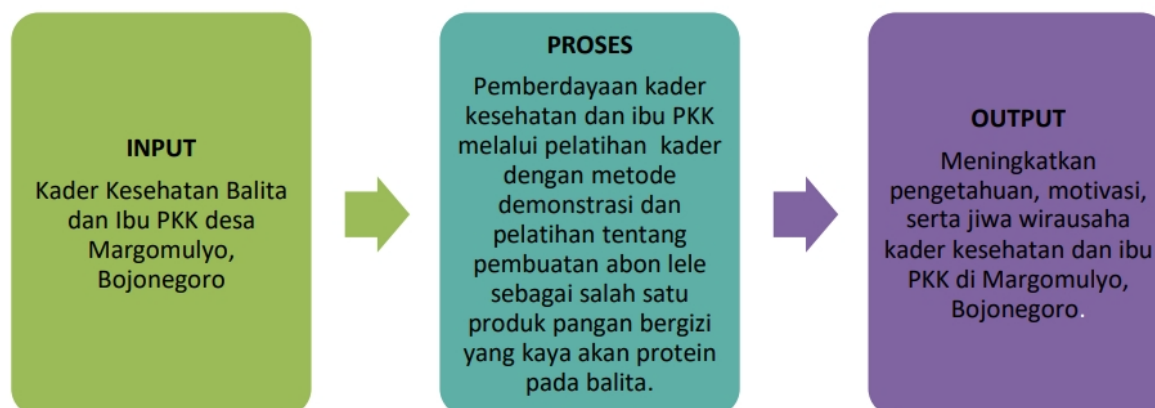 INPUT
Kader Kesehatan Balita
dan Ibu PKK desa
Margomulyo,
Bojonegoro
PROSES
Pemberdayaan kader
kesehatan dan ibu PKK
melalui pelatihan kader
dengan metode
demonstrasi dan
pelatihan tentang
pembuatan abon lele
sebagai salah satu
produk pangan bergizi
yang kaya akan protein
pada balita.
OUTPUT
Meningkatkan
pengetahuan, motivasi,
serta jiwa wirausaha
kader kesehatan dan ibu
PKK di Margomulyo,
Bojonegoro.